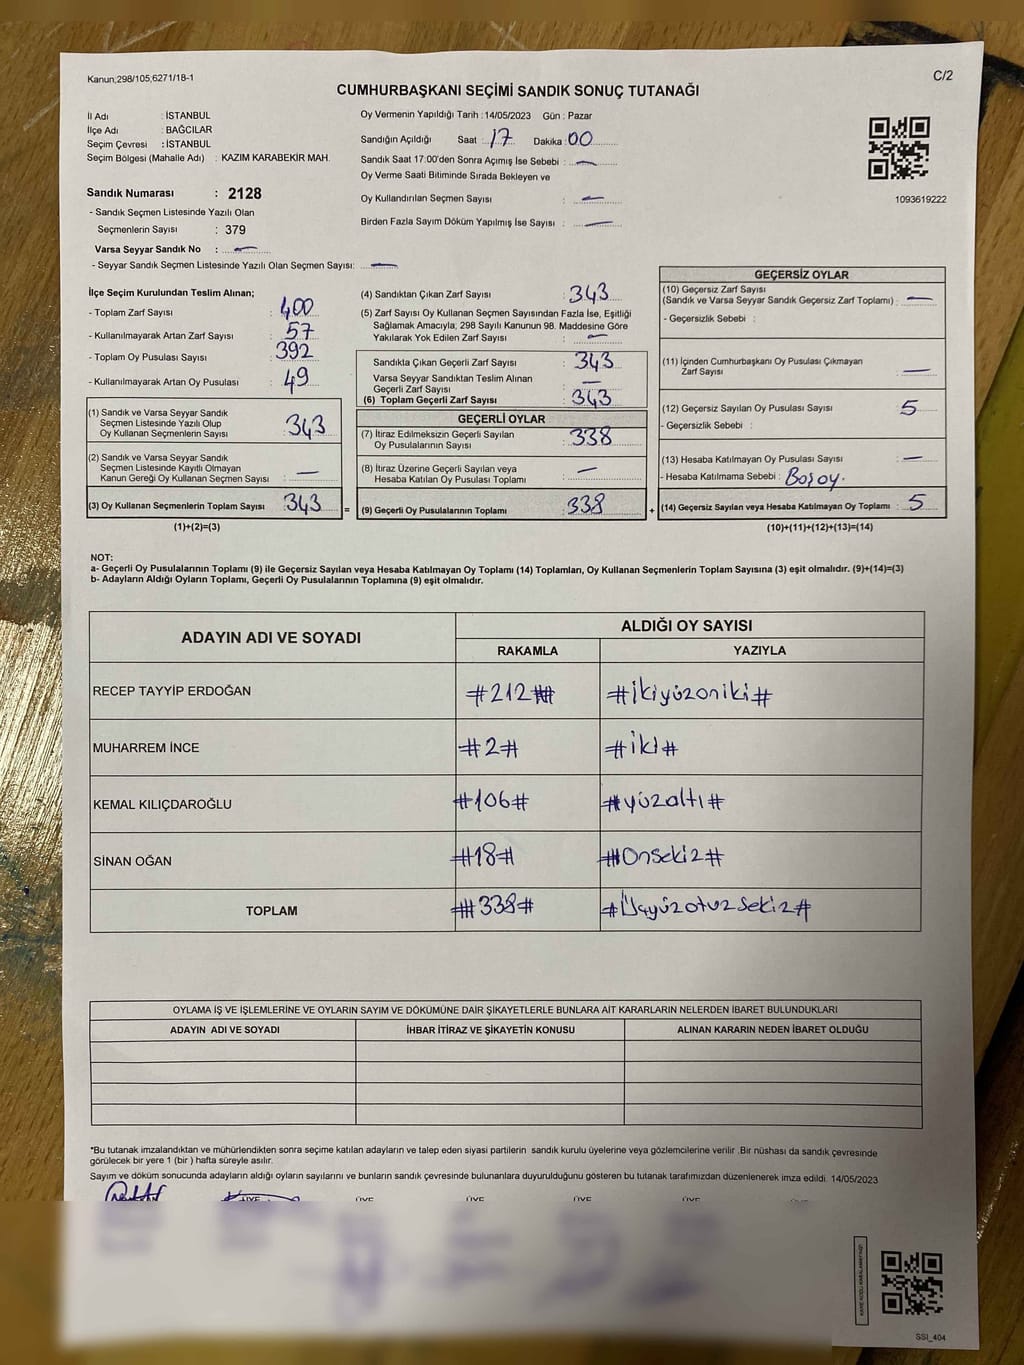 Kanun;298/105,6271/18-1
C/2
CUMHURBAŞKANI SEÇİMİ SANDIK SONUÇ TUTANAĞI
İl Adı : İSTANBUL
İlçe Adı : BAĞCILAR
Seçim Çevresi : İSTANBUL
Seçim Bölgesi (Mahalle Adı) : KAZIM KARABEKİR MAH.
Sandık Numarası : 2128
- Sandık Seçmen Listesinde Yazılı Olan
Seçmenlerin Sayısı : 379
Varsa Seyyar Sandık No : —
- Seyyar Sandık Seçmen Listesinde Yazılı Olan Seçmen Sayısı: —
Oy Vermenin Yapıldığı Tarih : 14/05/2023 Gün : Pazar
Sandığın Açıldığı Saat : 17 Dakika : 00
Sandık Saat 17:00'den Sonra Açımış İse Sebebi : —
Oy Verme Saati Bitiminde Sırada Bekleyen ve
Oy Kullandırılan Seçmen Sayısı : —
Birden Fazla Sayım Döküm Yapılmış İse Sayısı : —
1093619222
İlçe Seçim Kurulundan Teslim Alınan;
- Toplam Zarf Sayısı : 400
- Kullanılmayarak Artan Zarf Sayısı : 57
- Toplam Oy Pusulası Sayısı : 392
- Kullanılmayarak Artan Oy Pusulası : 49
(1) Sandık ve Varsa Seyyar Sandık
Seçmen Listesinde Yazılı Olup
Oy Kullanan Seçmenlerin Sayısı : 343
(2) Sandık ve Varsa Seyyar Sandık
Seçmen Listesinde Kayıtlı Olmayan
Kanun Gereği Oy Kullanan Seçmen Sayısı : —
(3) Oy Kullanan Seçmenlerin Toplam Sayısı : 343 =
(1)+(2)=(3)
(4) Sandıktan Çıkan Zarf Sayısı : 343
(5) Zarf Sayısı Oy Kullanan Seçmen Sayısından Fazla İse, Eşitliği
Sağlamak Amacıyla; 298 Sayılı Kanunun 98. Maddesine Göre
Yakılarak Yok Edilen Zarf Sayısı : —
Sandıkta Çıkan Geçerli Zarf Sayısı : 343
Varsa Seyyar Sandıktan Teslim Alınan
Geçerli Zarf Sayısı : —
(6) Toplam Geçerli Zarf Sayısı : 343
GEÇERLİ OYLAR
(7) İtiraz Edilmeksizin Geçerli Sayılan
Oy Pusulalarının Sayısı : 338
(8) İtiraz Üzerine Geçerli Sayılan veya
Hesaba Katılan Oy Pusulası Toplamı : —
(9) Geçerli Oy Pusulalarının Toplamı : 338 +
GEÇERSİZ OYLAR
(10) Geçersiz Zarf Sayısı
(Sandık ve Varsa Seyyar Sandık Geçersiz Zarf Toplamı) : —
- Geçersizlik Sebebi :
(11) İçinden Cumhurbaşkanı Oy Pusulası Çıkmayan
Zarf Sayısı : —
(12) Geçersiz Sayılan Oy Pusulası Sayısı : 5
- Geçersizlik Sebebi :
(13) Hesaba Katılmayan Oy Pusulası Sayısı : —
- Hesaba Katılmama Sebebi : Boş oy.
(14) Geçersiz Sayılan veya Hesaba Katılmayan Oy Toplamı : 5
(10)+(11)+(12)+(13)=(14)
NOT:
a- Geçerli Oy Pusulalarının Toplamı (9) ile Geçersiz Sayılan veya Hesaba Katılmayan Oy Toplamı (14) Toplamları, Oy Kullanan Seçmenlerin Toplam Sayısına (3) eşit olmalıdır. (9)+(14)=(3)
b- Adayların Aldığı Oyların Toplamı, Geçerli Oy Pusulalarının Toplamına (9) eşit olmalıdır.
ADAYIN ADI VE SOYADI
ALDIĞI OY SAYISI
RAKAMLA YAZIYLA
RECEP TAYYİP ERDOĞAN #212# #ikiyüzoniki#
MUHARREM İNCE #2# #iki#
KEMAL KILIÇDAROĞLU #106# #yüzaltı#
SİNAN OĞAN #18# #Onsekiz#
TOPLAM #338# #Üçyüzotuzsekiz#
OYLAMA İŞ VE İŞLEMLERİNE VE OYLARIN SAYIM VE DÖKÜMÜNE DAİR ŞİKAYETLERLE BUNLARA AİT KARARLARIN NELERDEN İBARET BULUNDUKLARI
ADAYIN ADI VE SOYADI İHBAR İTİRAZ VE ŞİKAYETİN KONUSU ALINAN KARARIN NEDEN İBARET OLDUĞU
*Bu tutanak imzalandıktan ve mühürlendikten sonra seçime katılan adayların ve talep eden siyasi partilerin sandık kurulu üyelerine veya gözlemcilerine verilir .Bir nüshası da sandık çevresinde
görülecek bir yere 1 (bir ) hafta süreyle asılır.
Sayım ve döküm sonucunda adayların aldığı oyların sayılarını ve bunların sandık çevresinde bulunanlara duyurulduğunu gösteren bu tutanak tarafımızdan düzenlenerek imza edildi. 14/05/2023
ÜYE ÜYE ÜYE ÜYE ÜYE
SSI_404